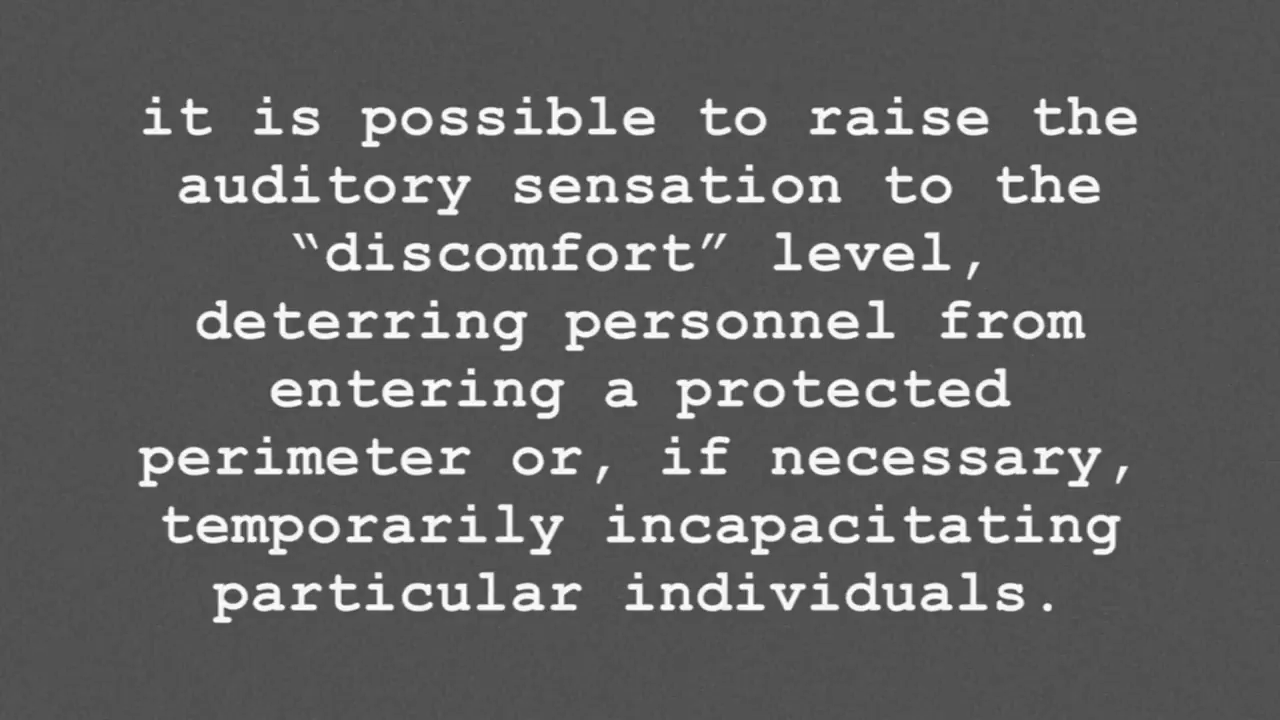 it is possible to raise the
auditory sensation to the
“discomfort” level,
deterring personnel from
entering a protected
perimeter or, if necessary,
temporarily incapacitating
particular individuals.